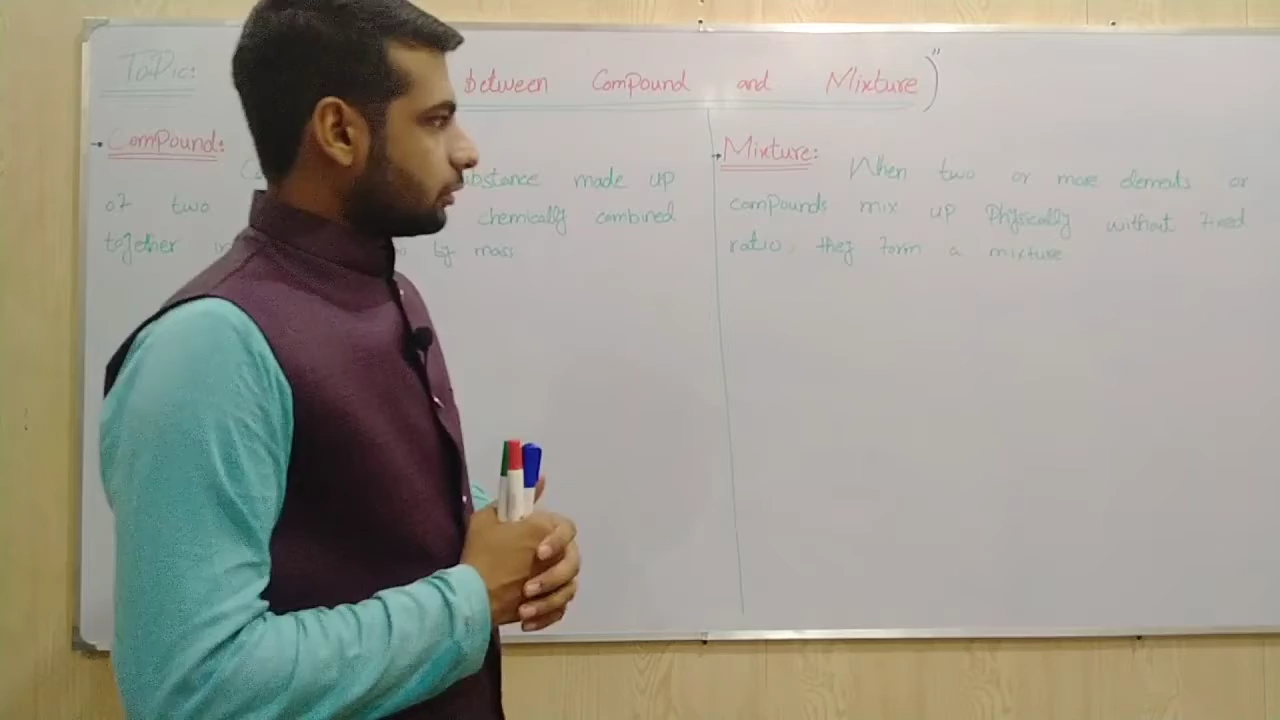 ToPic: between Compound and Mixture)"
Compound:
substance made up
of two chemically combined
together in by mass
Mixture: When two or more elements or
compounds mix up Physically without fixed
ratio, they form a mixture